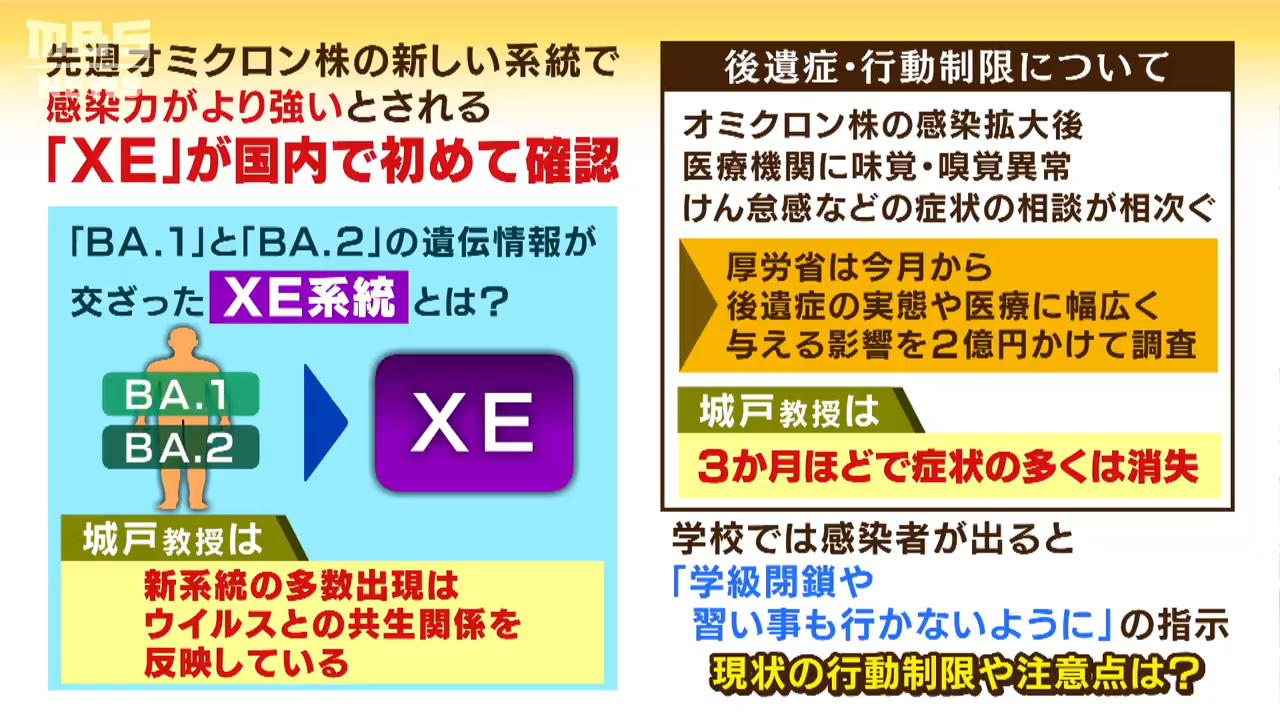 MBS NEWS
先週オミクロン株の新しい系統で
感染力がより強いとされる
「XE」が国内で初めて確認
「BA.1」と「BA.2」の遺伝情報が
交ざった XE系統 とは？
BA.1
BA.2
XE
城戸教授は
新系統の多数出現は
ウイルスとの共生関係を
反映している
後遺症・行動制限について
オミクロン株の感染拡大後
医療機関に味覚・嗅覚異常
けん怠感などの症状の相談が相次ぐ
厚労省は今月から
後遺症の実態や医療に幅広く
与える影響を2億円かけて調査
城戸教授は
3か月ほどで症状の多くは消失
学校では感染者が出ると
「学級閉鎖や
習い事も行かないように」の指示
現状の行動制限や注意点は？